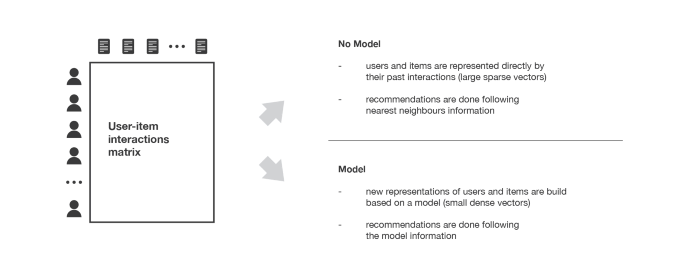 User-item
interactions
matrix
No Model
- users and items are represented directly by
their past interactions (large sparse vectors)
- recommendations are done following
nearest neighbours information
Model
- new representations of users and items are build
based on a model (small dense vectors)
- recommendations are done following
the model information